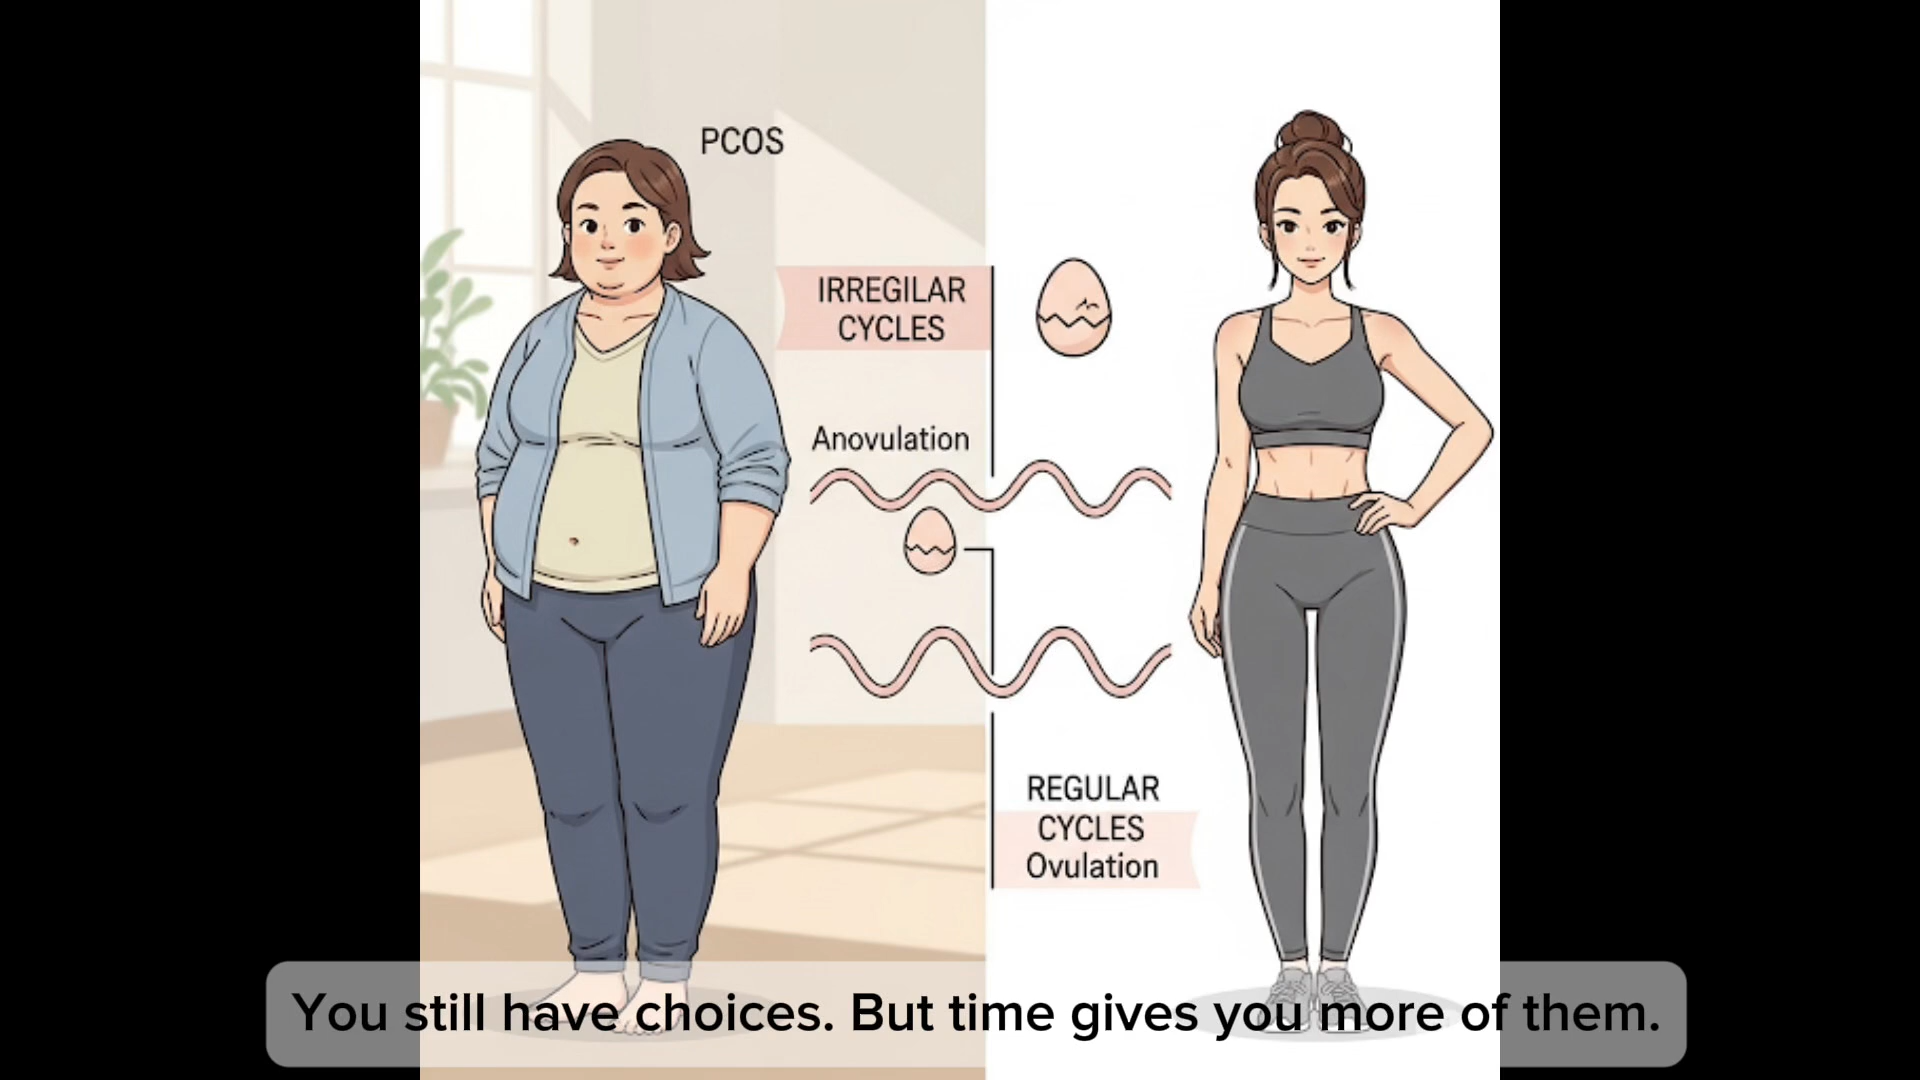 PCOS
IRREGILAR
CYCLES
Anovulation
REGULAR
CYCLES
Ovulation
You still have choices. But time gives you more of them.